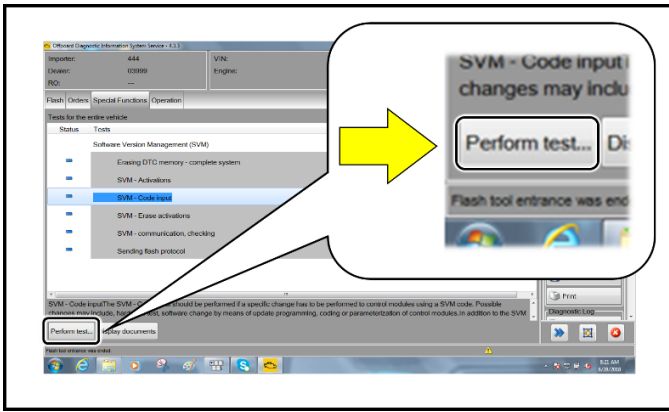 Offboard Diagnostic Information System Service - 4.3.3
Importer: 444 VIN:
Dealer: 03999 Engine:
RO: ---
Flash Orders Special Functions Operation
Tests for the entire vehicle
Status Tests
Software Version Management (SVM)
Erasing DTC memory - complete system
SVM - Activations
SVM - Code input
SVM - Erase activations
SVM - communication, checking
Sending flash protocol
SVM - Code inputThe SVM - should be performed if a specific change has to be performed to control modules using a SVM code. Possible
changes may include, test, software change by means of update programming, coding or parameterization of control modules.In addition to the SVM
Perform test... documents
Flash tool entrance was ended.
Print
Diagnostic Log
SVM - Code input
changes may inclu
Perform test... Di
Flash tool entrance was end